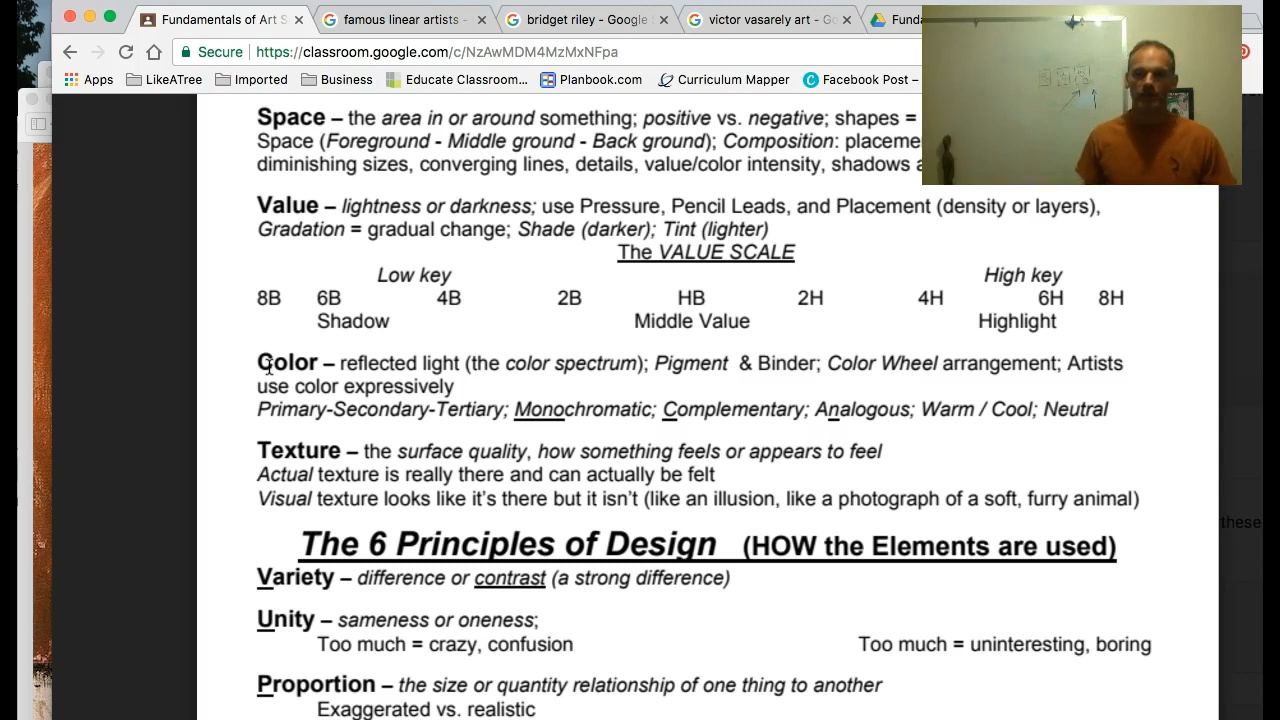 Fundamentals of Art S
famous linear artists -
bridget riley - Google
victor vasarely art - Go
Funda
Secure
https://classroom.google.com/c/NzAwMDM4MzMxNFpa
Apps
LikeATree
Imported
Business
Educate Classroom...
Planbook.com
Curriculum Mapper
Facebook Post –
Space – the area in or around something; positive vs. negative; shapes =
Space (Foreground - Middle ground - Back ground); Composition: placeme
diminishing sizes, converging lines, details, value/color intensity, shadows a
Value – lightness or darkness; use Pressure, Pencil Leads, and Placement (density or layers),
Gradation = gradual change; Shade (darker); Tint (lighter)
The VALUE SCALE
Low key High key
8B 6B 4B 2B HB 2H 4H 6H 8H
Shadow Middle Value Highlight
Color – reflected light (the color spectrum); Pigment & Binder; Color Wheel arrangement; Artists
use color expressively
Primary-Secondary-Tertiary; Monochromatic; Complementary; Analogous; Warm / Cool; Neutral
Texture – the surface quality, how something feels or appears to feel
Actual texture is really there and can actually be felt
Visual texture looks like it's there but it isn't (like an illusion, like a photograph of a soft, furry animal)
these
The 6 Principles of Design (HOW the Elements are used)
Variety – difference or contrast (a strong difference)
Unity – sameness or oneness;
Too much = crazy, confusion Too much = uninteresting, boring
Proportion – the size or quantity relationship of one thing to another
Exaggerated vs. realistic